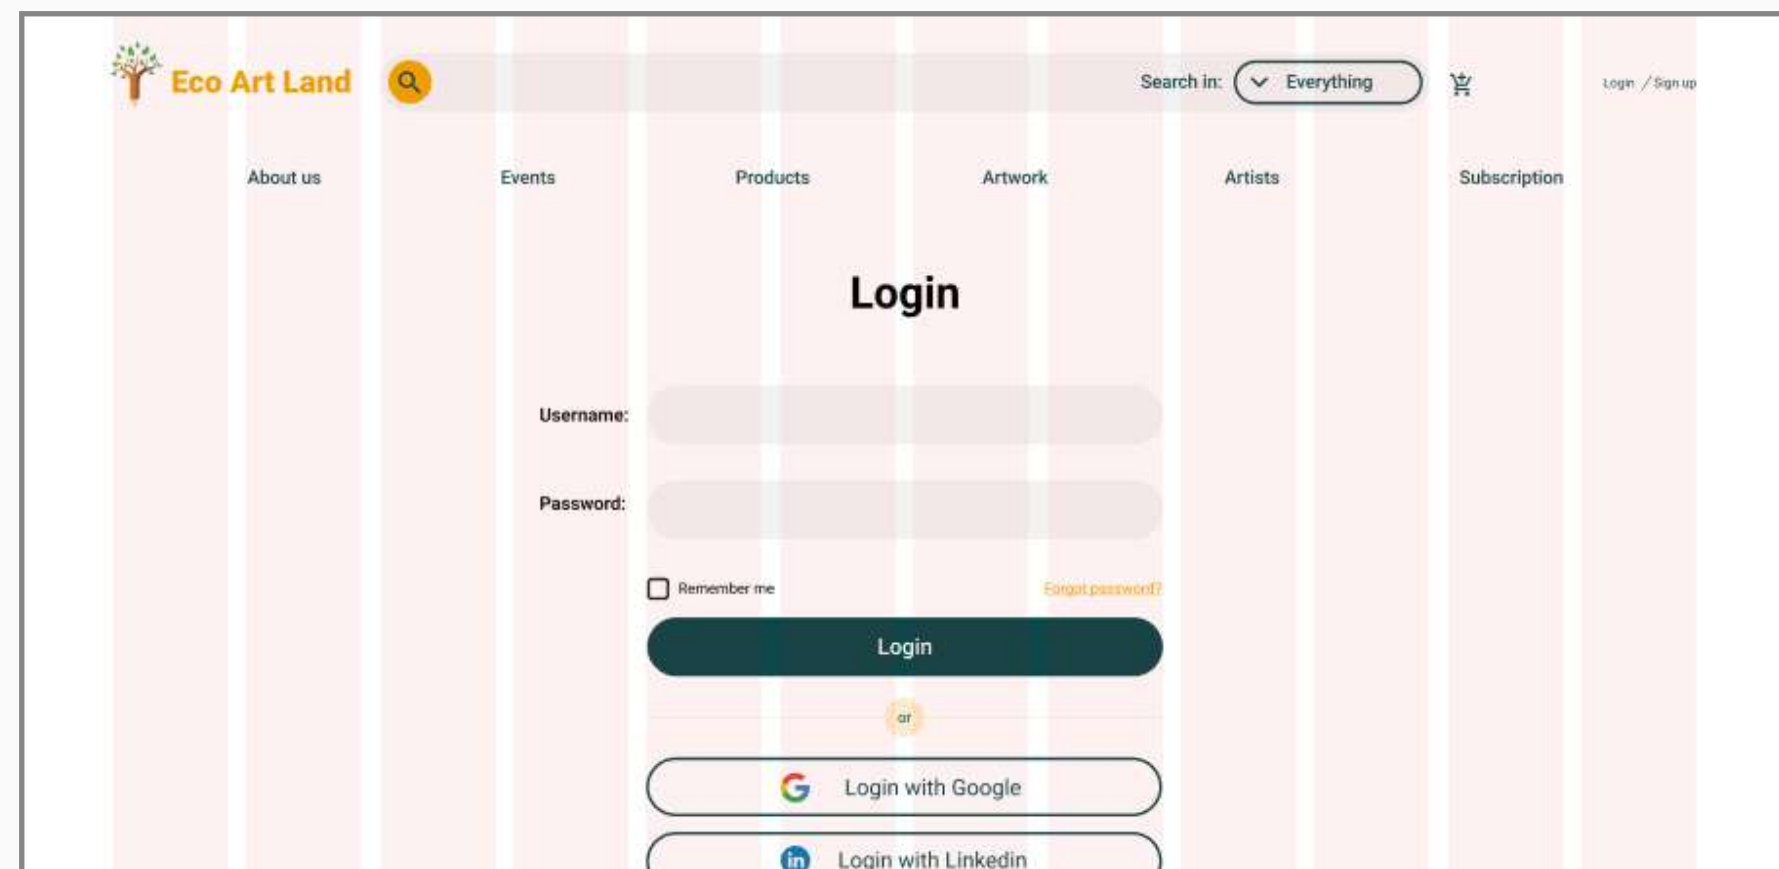 Eco Art Land
Search in: Everything
Login / Sign up
About us Events Products Artwork Artists Subscription
Login
Username:
Password:
Remember me Forgot password?
Login
or
Login with Google
in Login with Linkedin